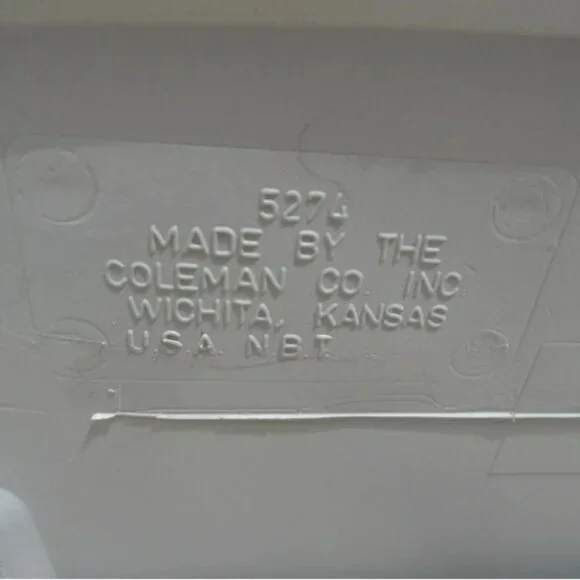 5274
MADE BY THE
COLEMAN CO. INC.
WICHITA, KANSAS
U.S.A. N.B.T.